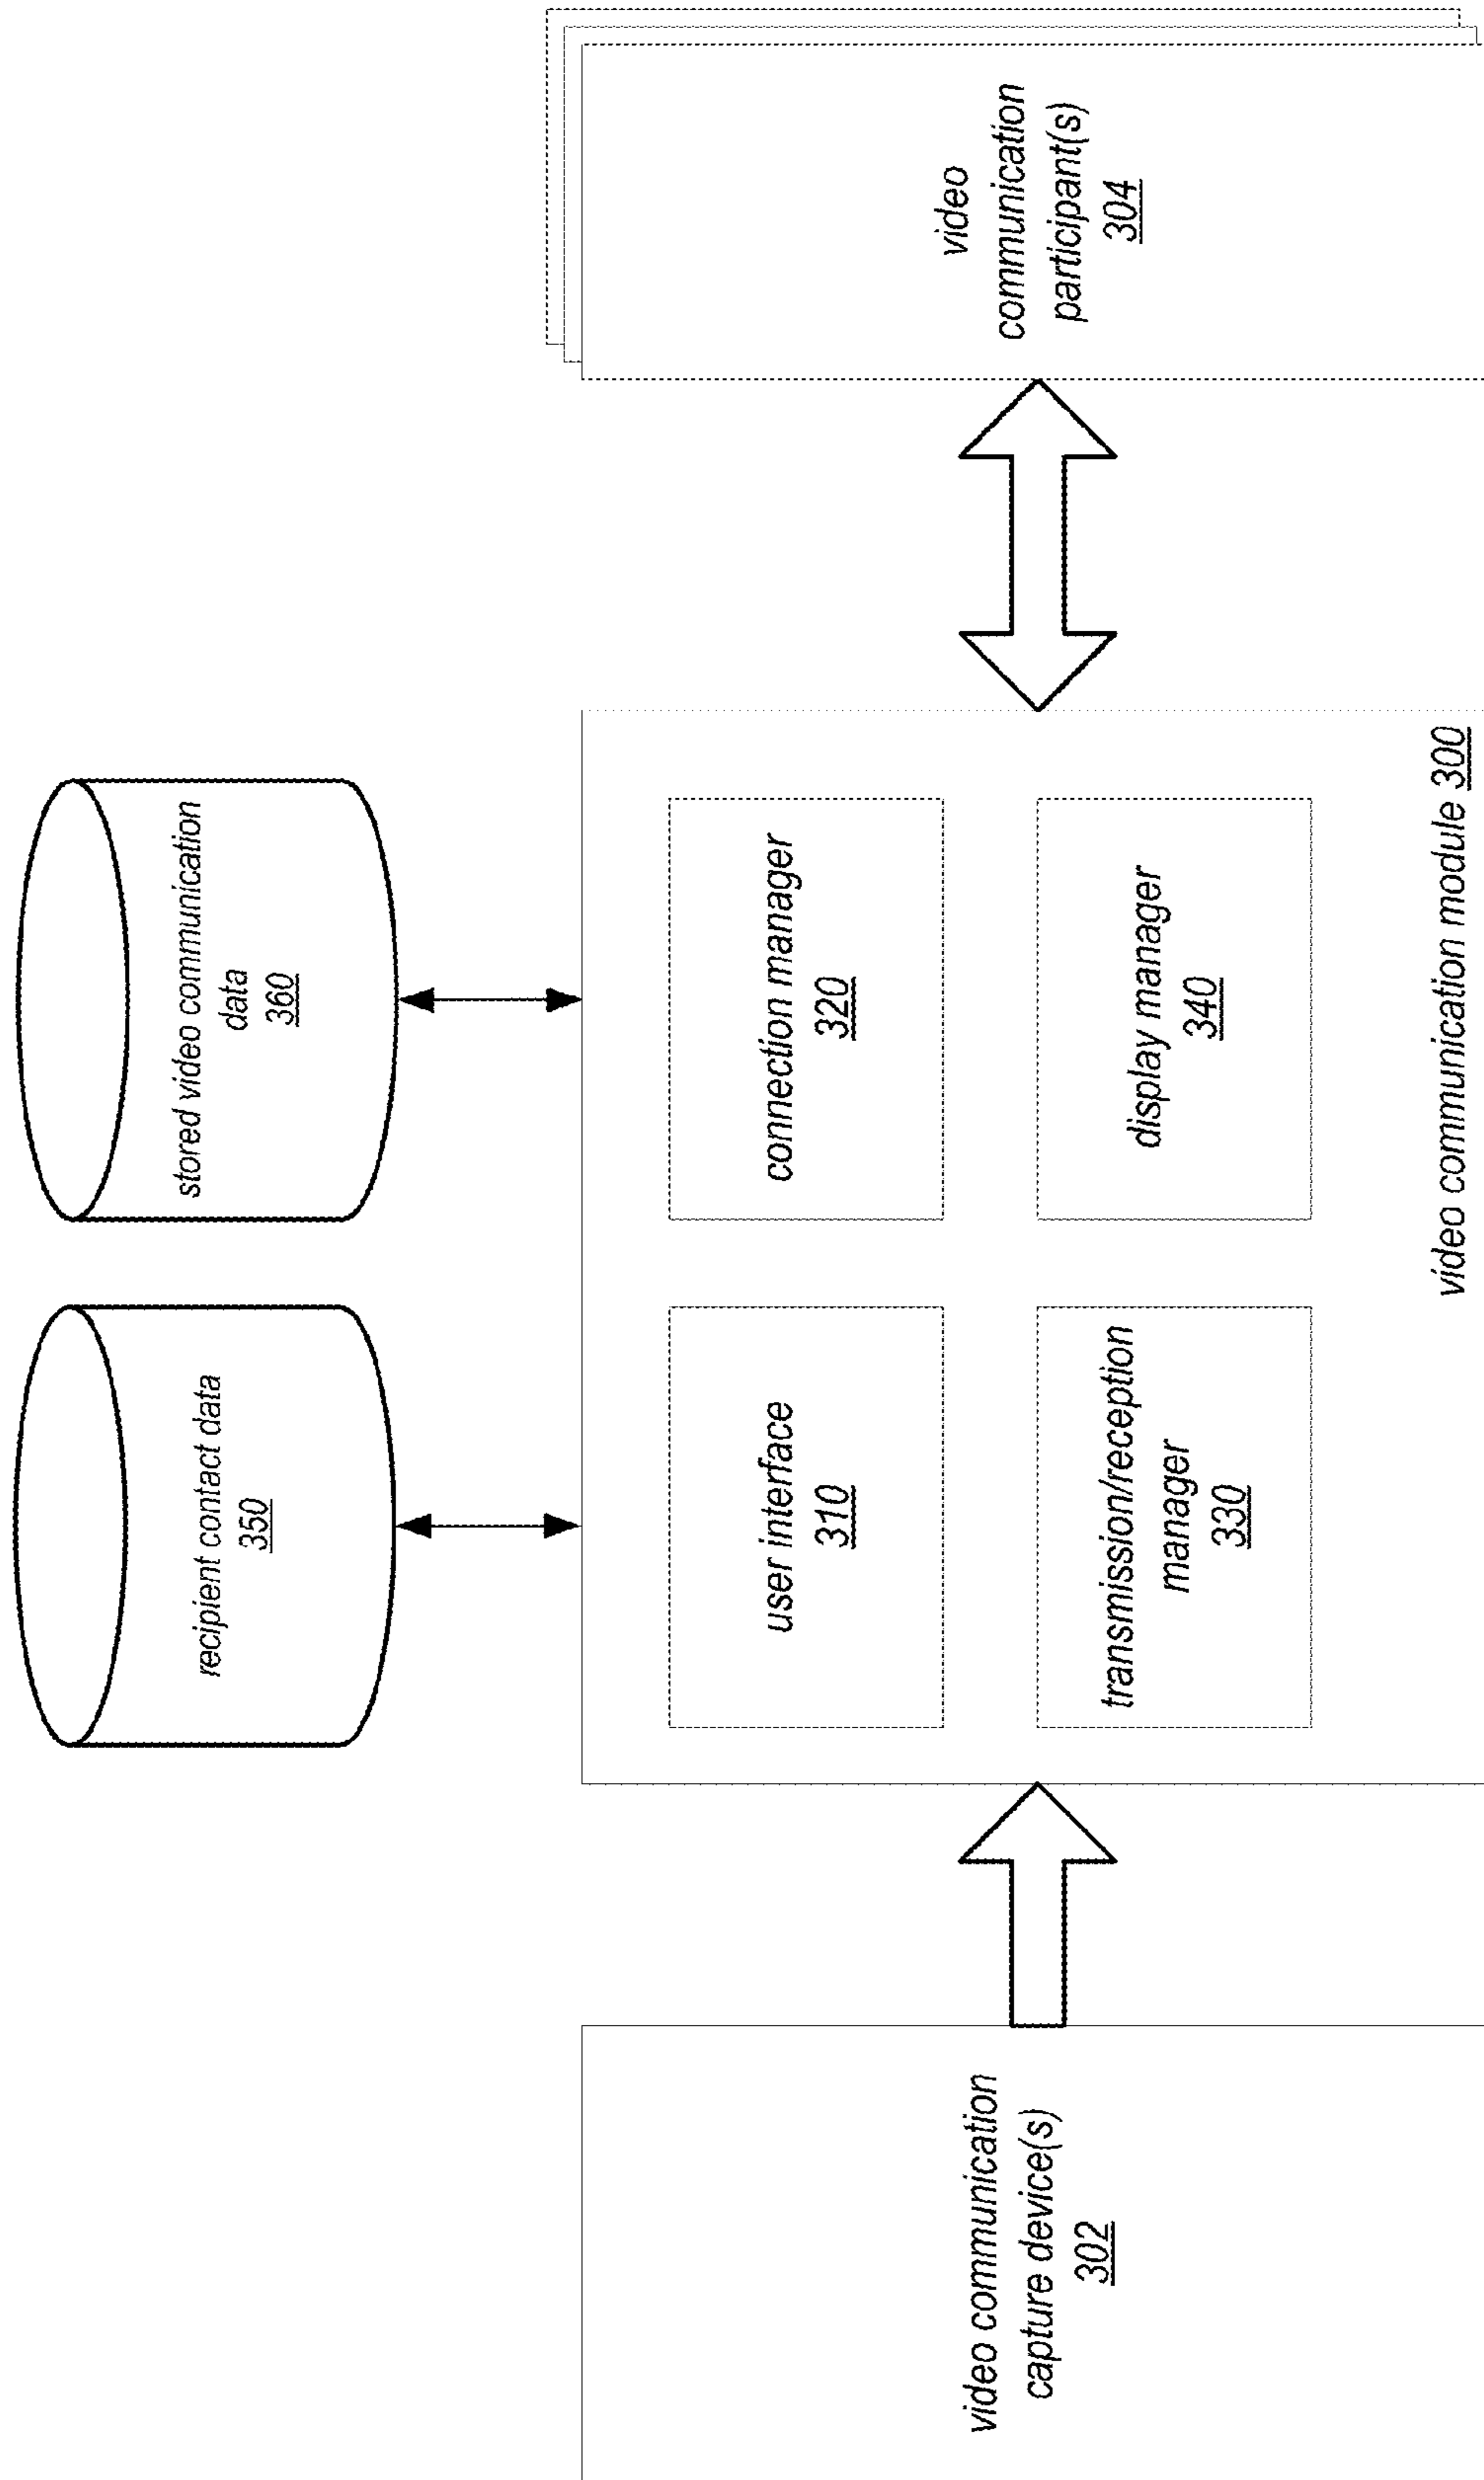 recipient contact data
350
stored video communication
data
360
video communication
capture device(s)
302
user interface
310
connection manager
320
transmission/reception
manager
330
display manager
340
video communication module 300
video
communication
participant(s)
304